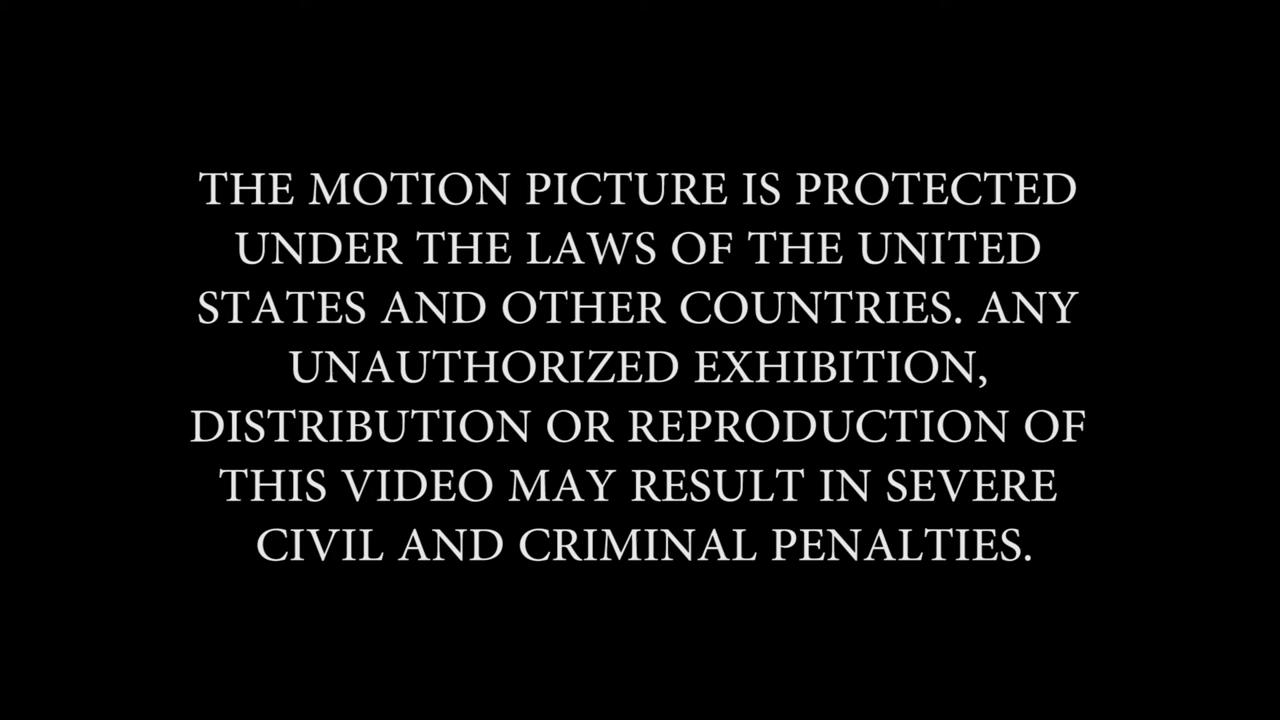 THE MOTION PICTURE IS PROTECTED
UNDER THE LAWS OF THE UNITED
STATES AND OTHER COUNTRIES. ANY
UNAUTHORIZED EXHIBITION,
DISTRIBUTION OR REPRODUCTION OF
THIS VIDEO MAY RESULT IN SEVERE
CIVIL AND CRIMINAL PENALTIES.